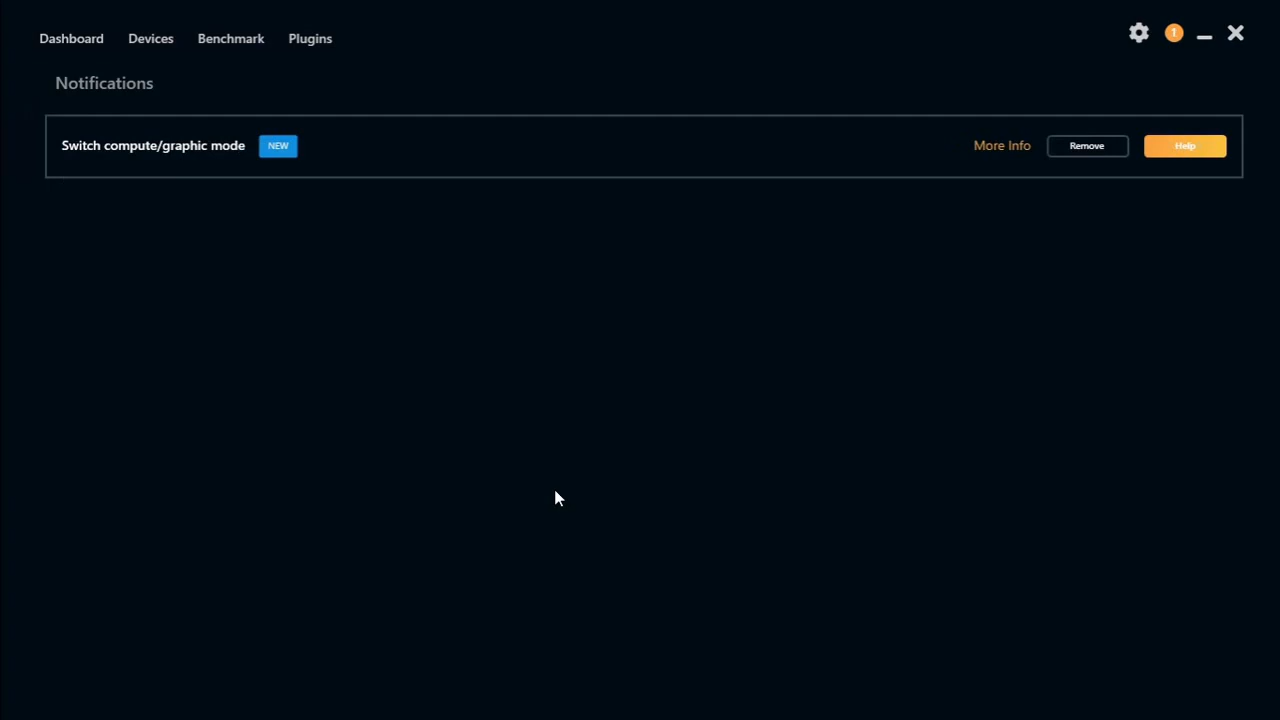 Dashboard Devices Benchmark Plugins 1
Notifications
Switch compute/graphic mode NEW More Info Remove Help